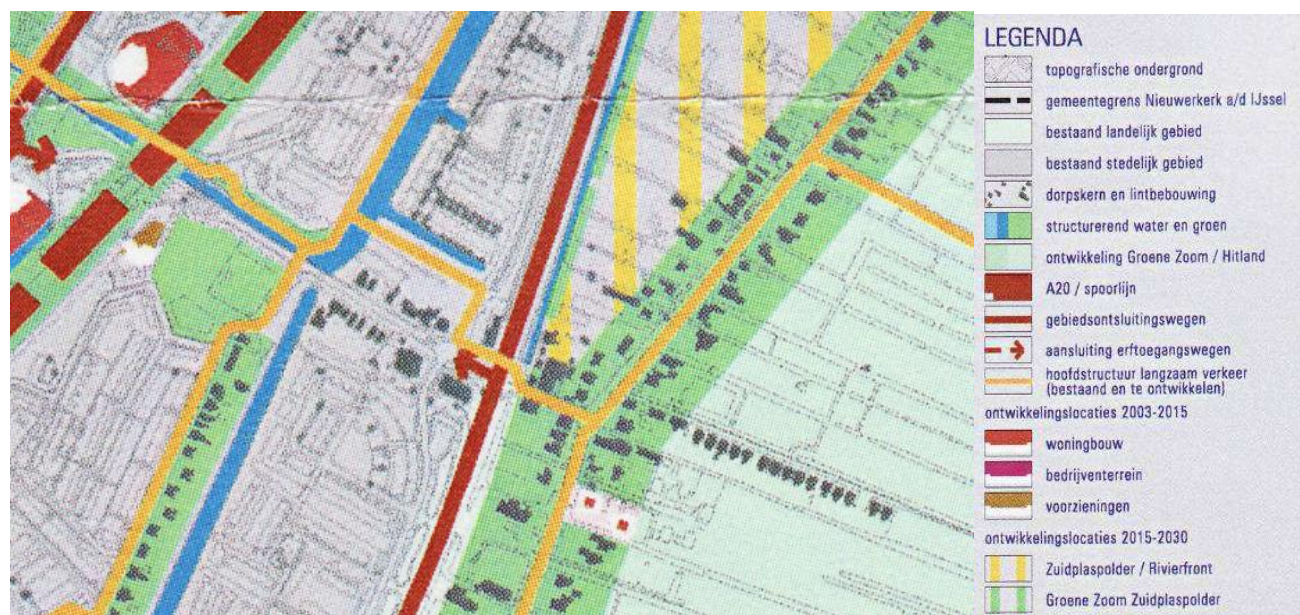 LEGENDA
topografische ondergrond
gemeentegrens Nieuwerkerk a/d IJssel
bestaand landelijk gebied
bestaand stedelijk gebied
dorpskern en lintbebouwing
structurerend water en groen
ontwikkeling Groene Zoom / Hitland
A20 / spoorlijn
gebiedsontsluitingswegen
aansluiting erftoegangswegen
hoofdstructuur langzaam verkeer
(bestaand en te ontwikkelen)
ontwikkelingslocaties 2003-2015
woningbouw
bedrijventerrein
voorzieningen
ontwikkelingslocaties 2015-2030
Zuidplaspolder / Rivierfront
Groene Zoom Zuidplaspolder